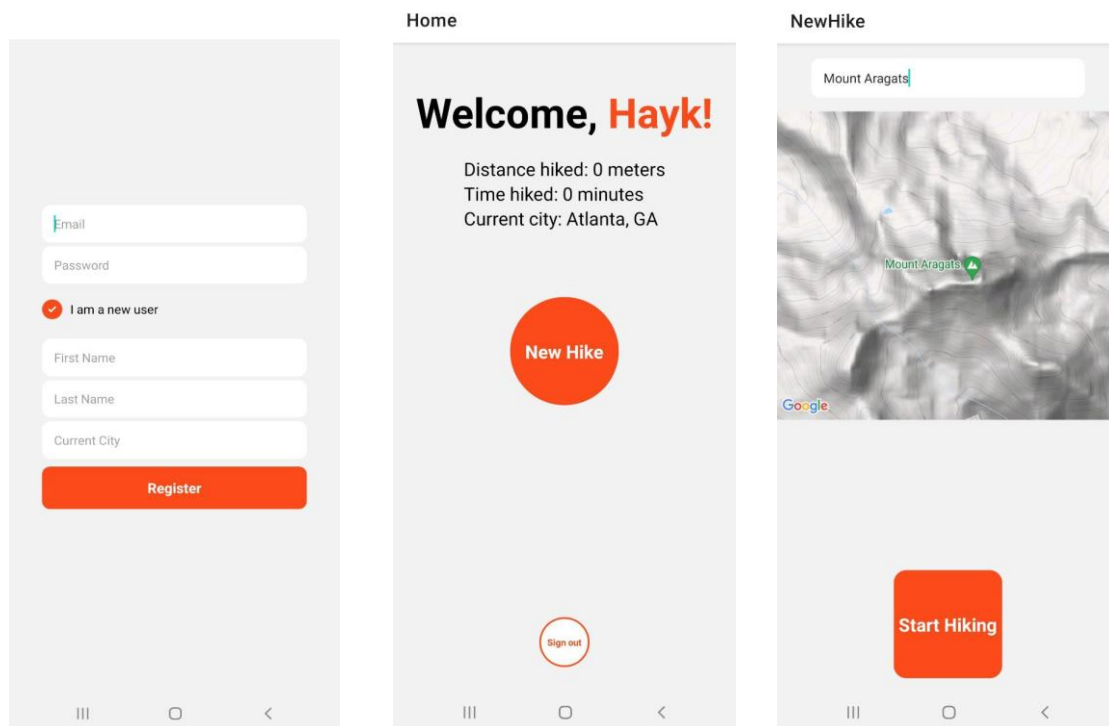 Email
Password
I am a new user
First Name
Last Name
Current City
Register
Home
Welcome, Hayk!
Distance hiked: 0 meters
Time hiked: 0 minutes
Current city: Atlanta, GA
New Hike
Sign out
NewHike
Mount Aragats
Mount Aragats
Google
Start Hiking